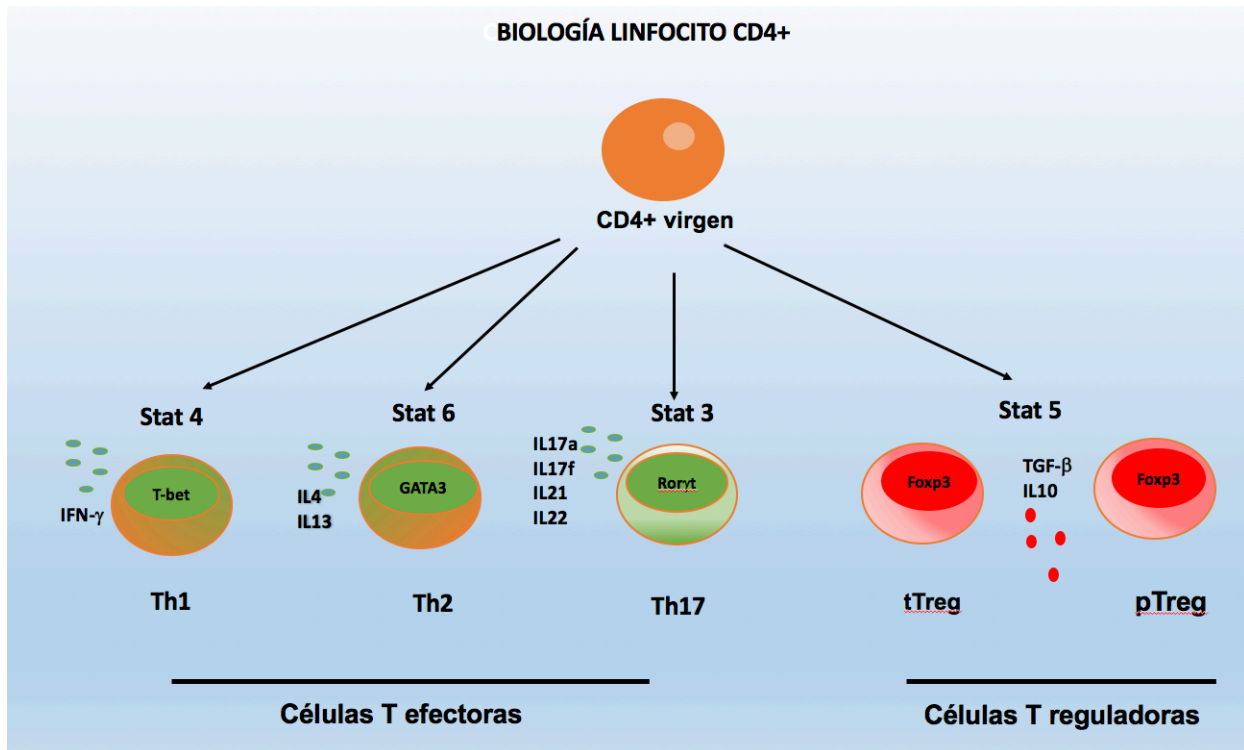 BIOLOGÍA LINFOCITO CD4+
CD4+ virgen
Stat 4
Stat 6
Stat 3
Stat 5
T-bet
IFN-γ
GATA3
IL4
IL13
IL17a
IL17f
IL21
IL22
Rorγt
Foxp3
TGF-β
IL10
Foxp3
Th1
Th2
Th17
tTreg
pTreg
Células T efectoras
Células T reguladoras